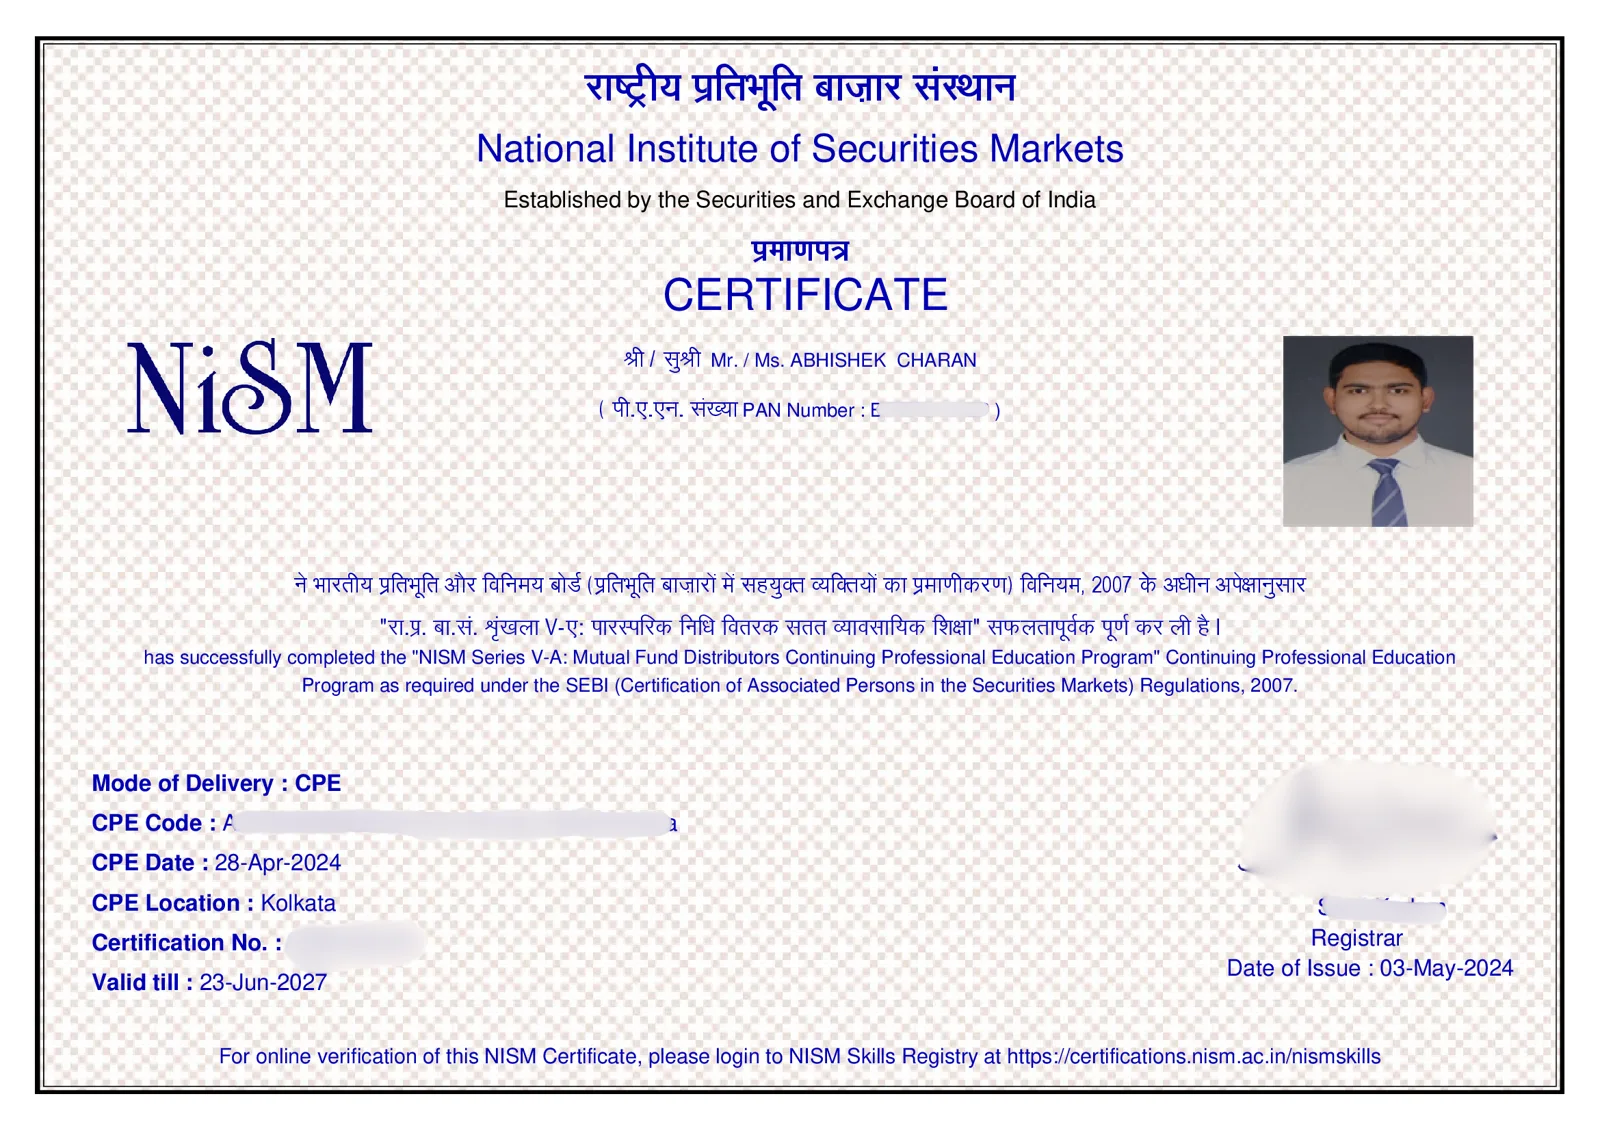 राष्ट्रीय प्रतिभूति बाज़ार संस्थान
National Institute of Securities Markets
Established by the Securities and Exchange Board of India
प्रमाणपत्र
CERTIFICATE
NiSM
श्री / सुश्री Mr. / Ms. ABHISHEK CHARAN
( पी.ए.एन. संख्या PAN Number : )
ने भारतीय प्रतिभूति और विनिमय बोर्ड (प्रतिभूति बाज़ारों में सहयुक्त व्यक्तियों का प्रमाणीकरण) विनियम, 2007 के अधीन अपेक्षानुसार
"रा.प्र. बा.सं. शृंखला V-ए: पारस्परिक निधि वितरक सतत व्यावसायिक शिक्षा" सफलतापूर्वक पूर्ण कर ली है।
has successfully completed the "NISM Series V-A: Mutual Fund Distributors Continuing Professional Education Program" Continuing Professional Education
Program as required under the SEBI (Certification of Associated Persons in the Securities Markets) Regulations, 2007.
Mode of Delivery : CPE
CPE Code :
CPE Date : 28-Apr-2024
CPE Location : Kolkata
Certification No. :
Valid till : 23-Jun-2027
Registrar
Date of Issue : 03-May-2024
For online verification of this NISM Certificate, please login to NISM Skills Registry at https://certifications.nism.ac.in/nismskills